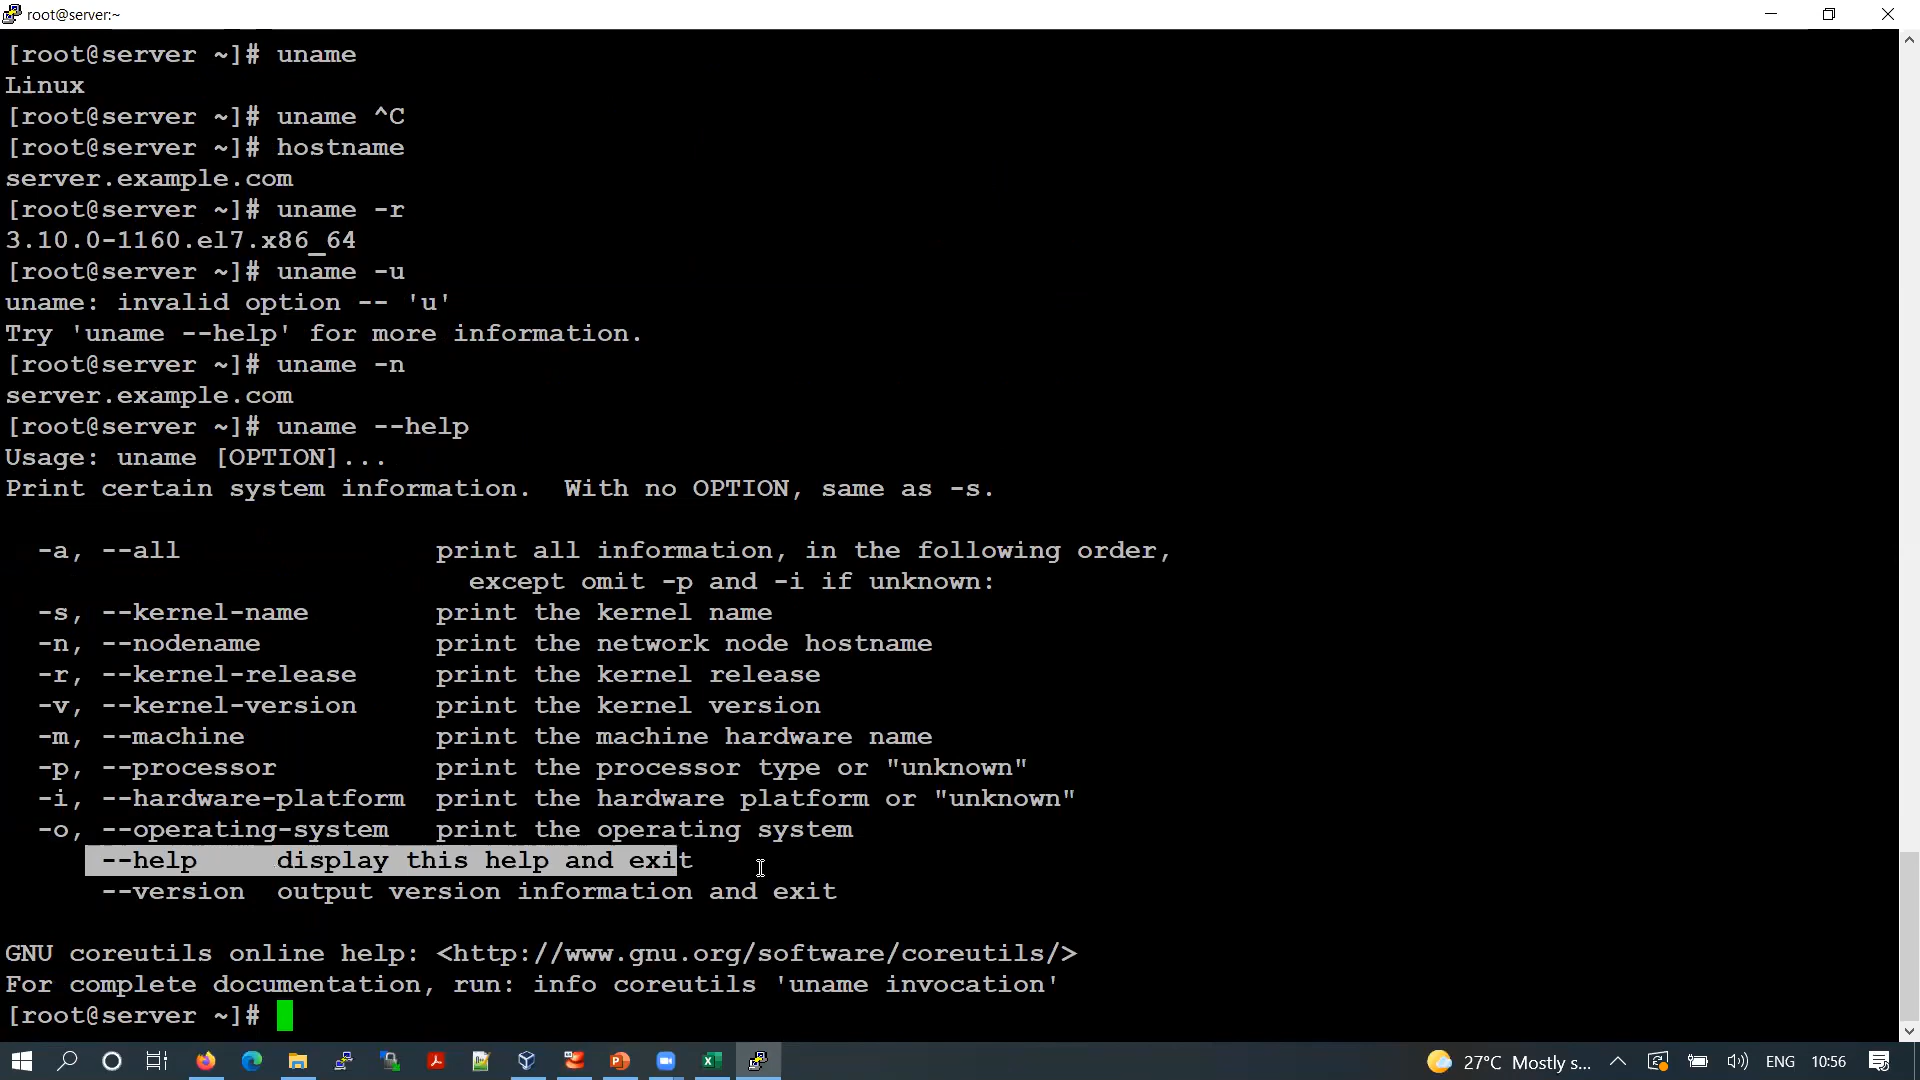 root@server:~
[root@server ~]# uname
Linux
[root@server ~]# uname ^C
[root@server ~]# hostname
server.example.com
[root@server ~]# uname -r
3.10.0-1160.el7.x86_64
[root@server ~]# uname -u
uname: invalid option -- 'u'
Try 'uname --help' for more information.
[root@server ~]# uname -n
server.example.com
[root@server ~]# uname --help
Usage: uname [OPTION]...
Print certain system information.  With no OPTION, same as -s.
-a, --all                print all information, in the following order,
except omit -p and -i if unknown:
-s, --kernel-name        print the kernel name
-n, --nodename           print the network node hostname
-r, --kernel-release     print the kernel release
-v, --kernel-version     print the kernel version
-m, --machine            print the machine hardware name
-p, --processor          print the processor type or "unknown"
-i, --hardware-platform  print the hardware platform or "unknown"
-o, --operating-system   print the operating system
--help     display this help and exit
--version  output version information and exit
GNU coreutils online help: <http://www.gnu.org/software/coreutils/>
For complete documentation, run: info coreutils 'uname invocation'
[root@server ~]#
27°C Mostly s... ENG 10:56